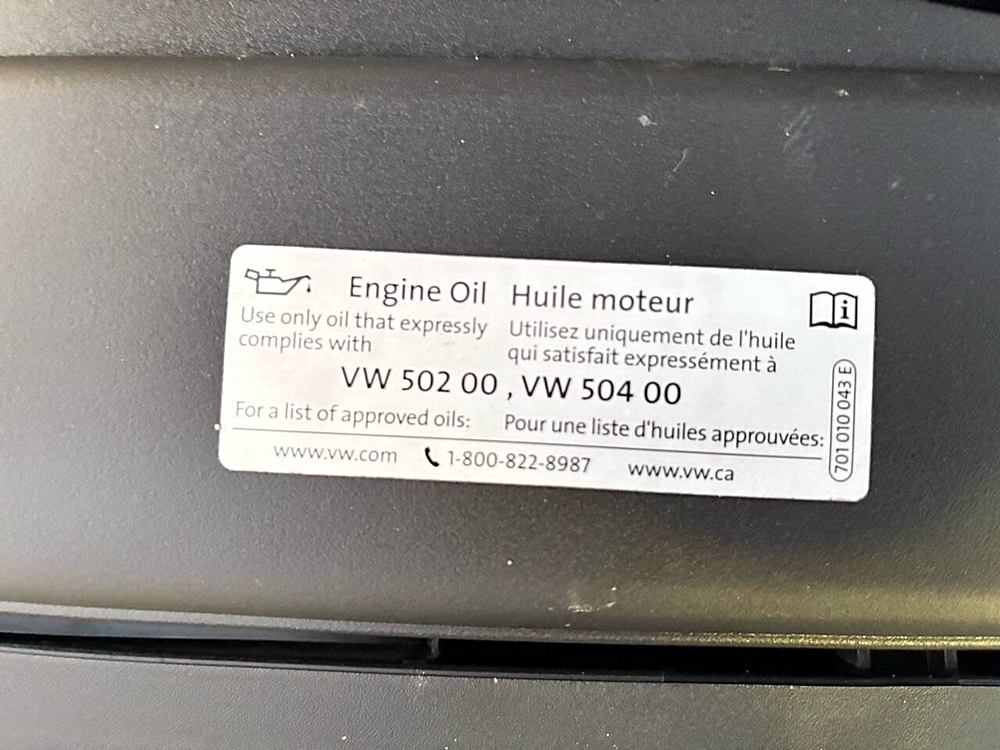 Engine Oil Huile moteur
Use only oil that expressly
complies with
Utilisez uniquement de l'huile
qui satisfait expressément à
VW 502 00 , VW 504 00
For a list of approved oils: Pour une liste d'huiles approuvées:
www.vw.com 1-800-822-8987 www.vw.ca
701 010 043 E